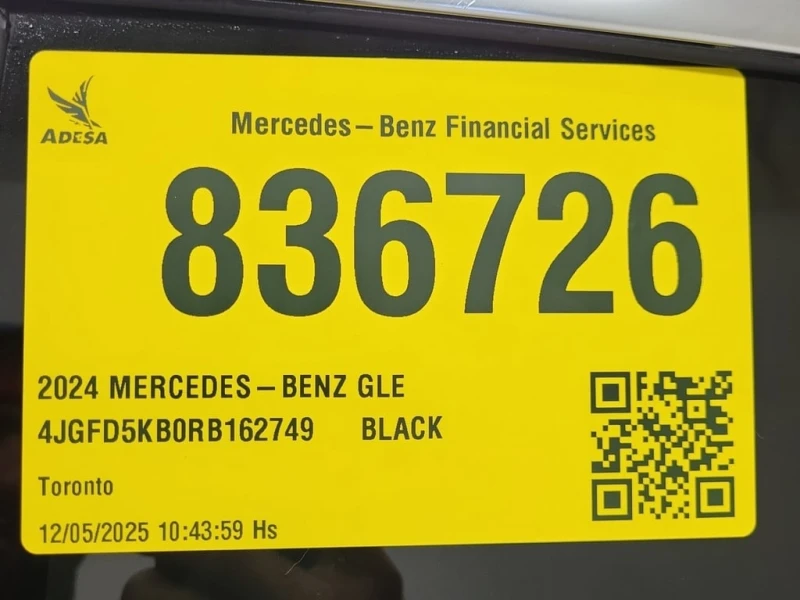 ADESA
Mercedes-Benz Financial Services
836726
2024 MERCEDES-BENZ GLE
4JGFD5KB0RB162749 BLACK
Toronto
12/05/2025 10:43:59 Hs